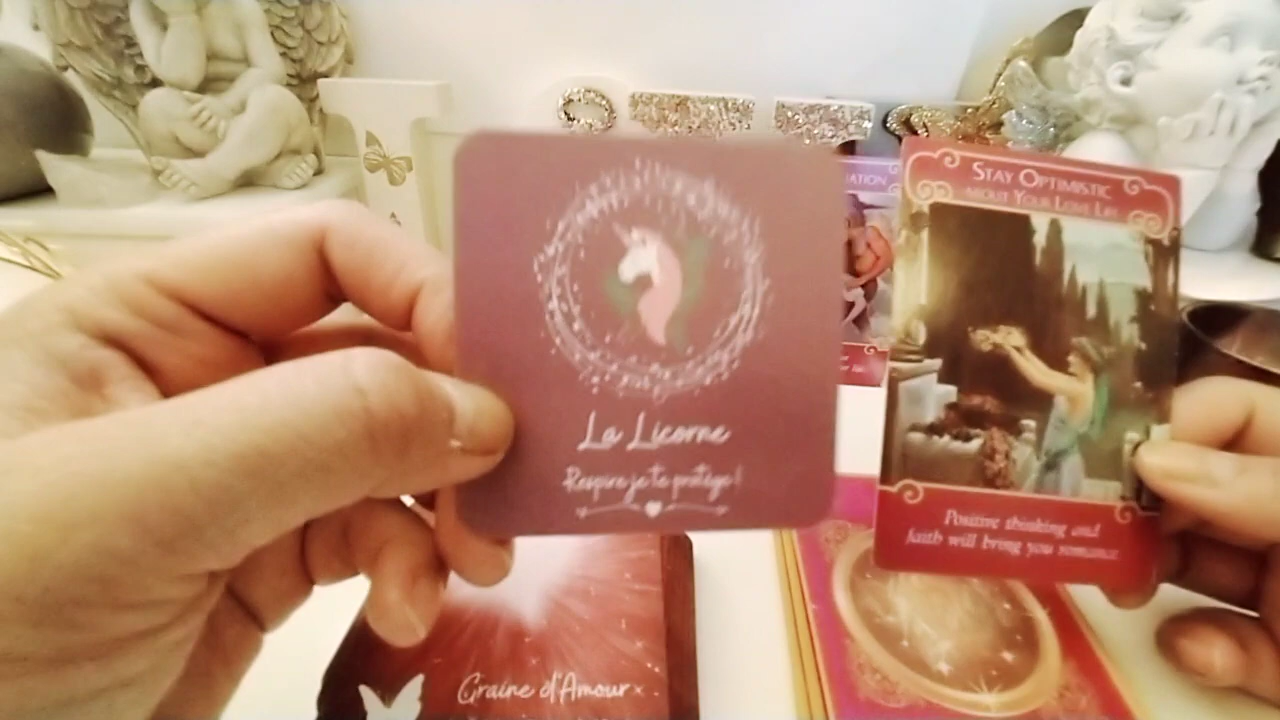 La Licorne
Respire je te protège !
STAY OPTIMISTIC
ABOUT YOUR LOVE LIFE
Positive thinking and
faith will bring you romance.
Graine d'Amour